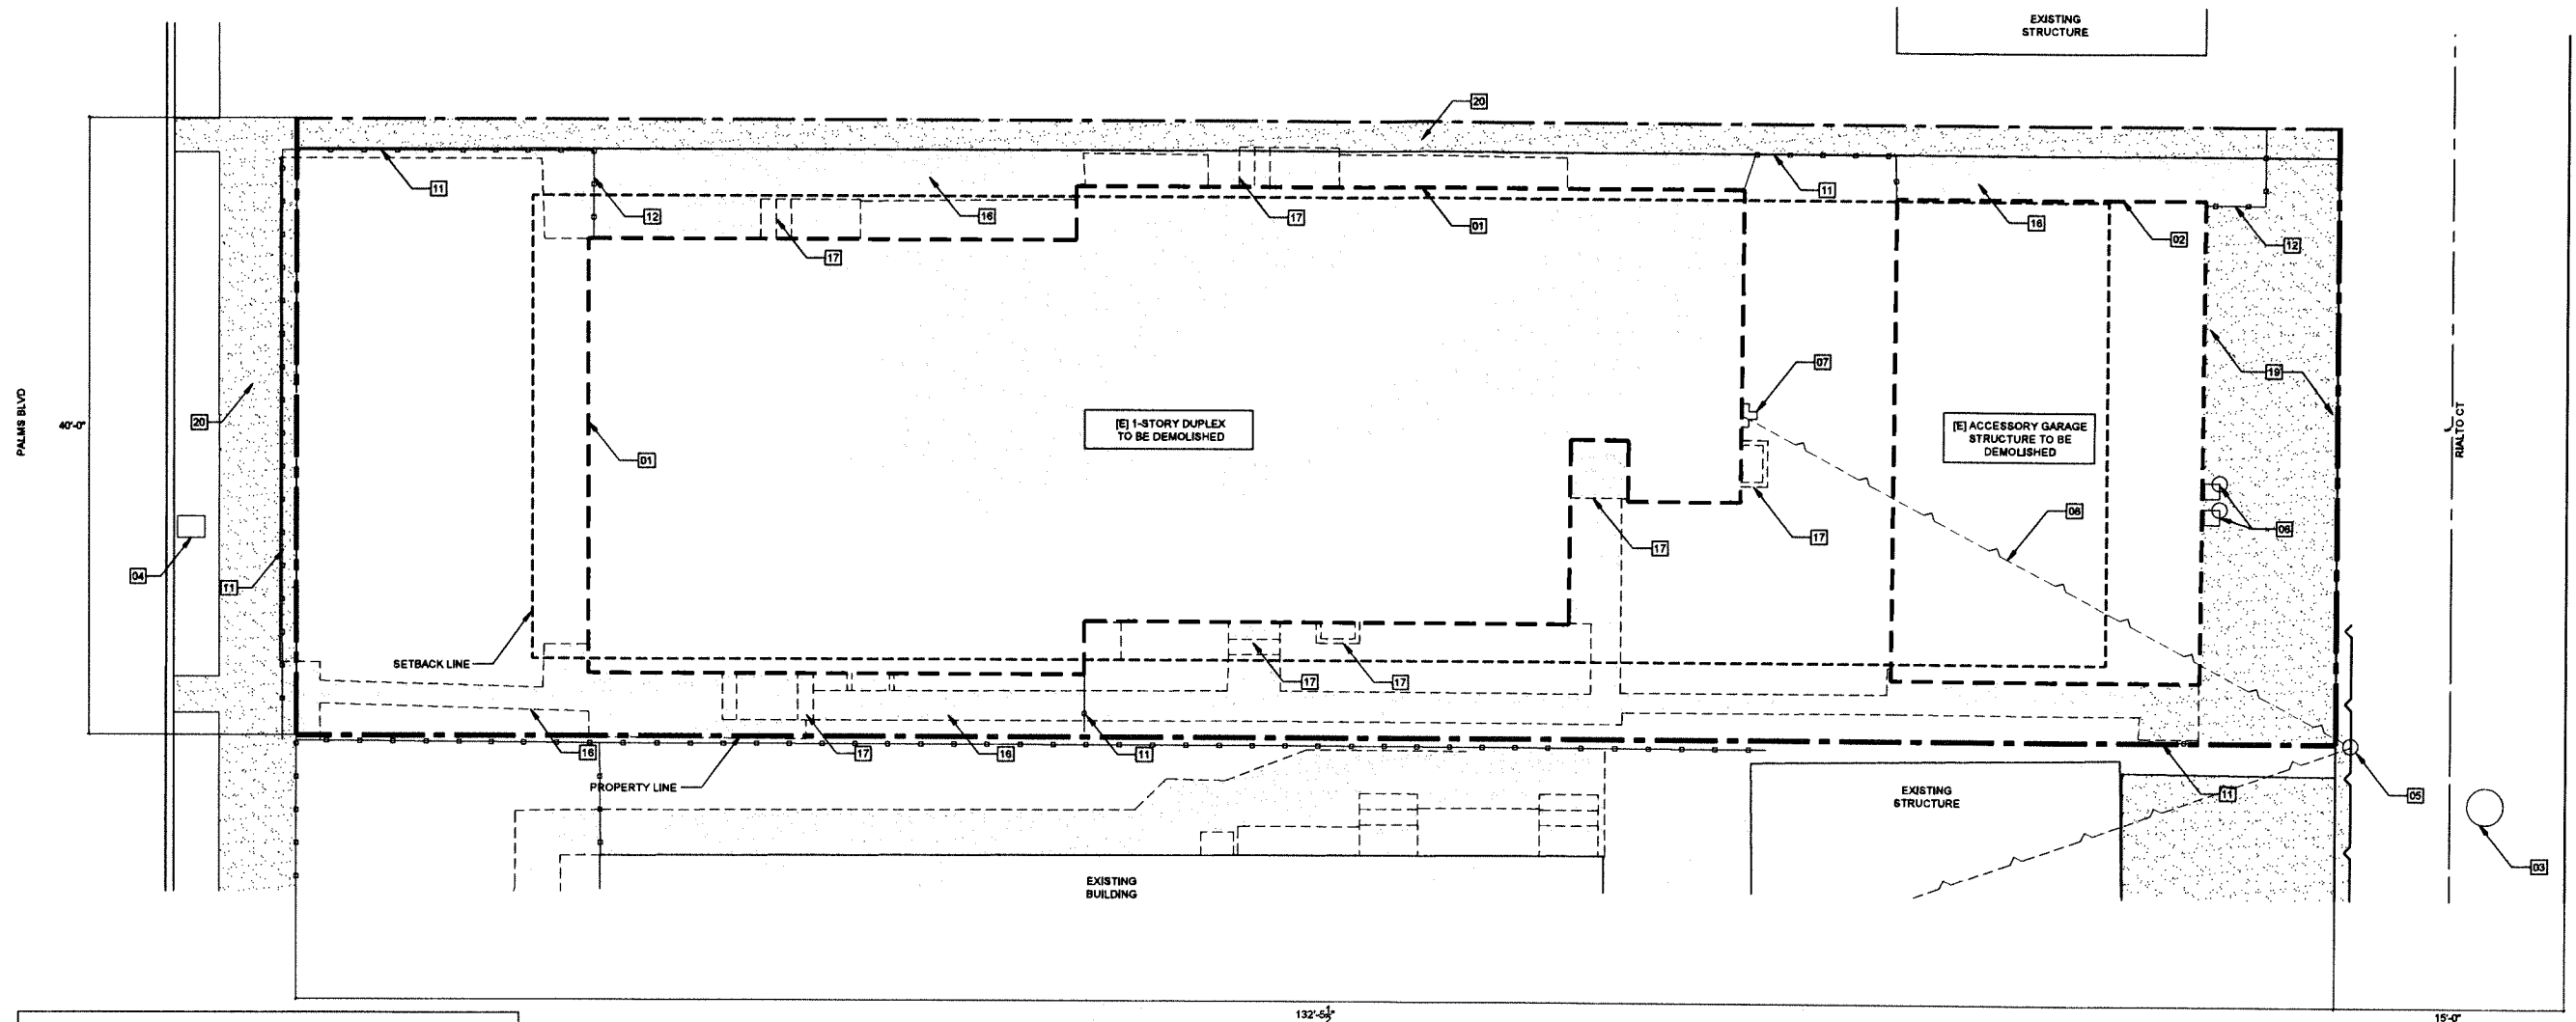 EXISTING
STRUCTURE
20
11
12
16
17
17
01
11
16
02
12
07
19
PALMS BLVD
40'-0"
20
01
[E] 1-STORY DUPLEX
TO BE DEMOLISHED
[E] ACCESSORY GARAGE
STRUCTURE TO BE
DEMOLISHED
RIALTO CT
04
11
17
17
08
06
SETBACK LINE
17
17
16
17
16
11
PROPERTY LINE
EXISTING
STRUCTURE
11
05
03
EXISTING
BUILDING
132'-5½"
15'-0"